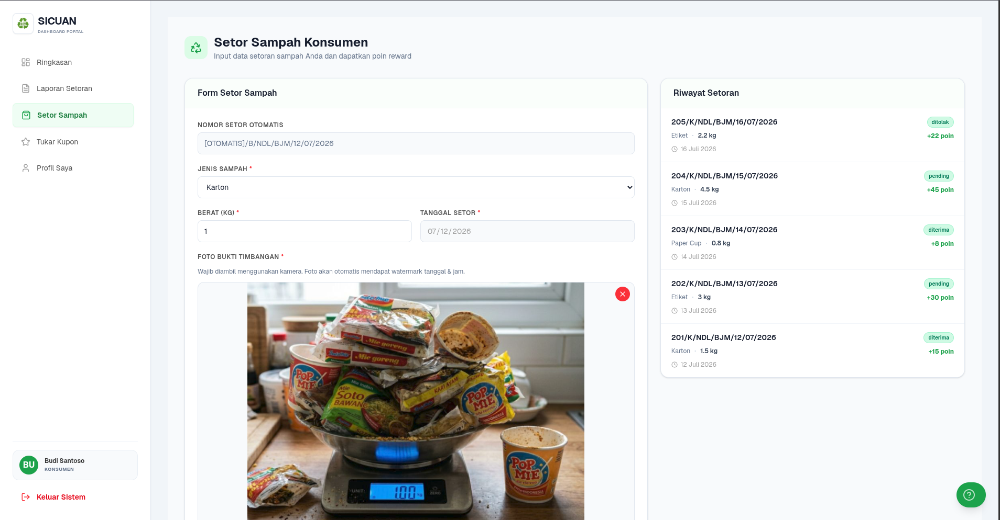 SICUAN
DASHBOARD PORTAL
Ringkasan
Laporan Setoran
Setor Sampah
Tukar Kupon
Profil Saya
BU
Budi Santoso
KONSUMEN
Keluar Sistem
Setor Sampah Konsumen
Input data setoran sampah Anda dan dapatkan poin reward
Form Setor Sampah
NOMOR SETOR OTOMATIS
[OTOMATIS]/B/NDL/BJM/12/07/2026
JENIS SAMPAH *
Karton
BERAT (KG) *
1
TANGGAL SETOR *
07/12/2026
FOTO BUKTI TIMBANGAN *
Wajib diambil menggunakan kamera. Foto akan otomatis mendapat watermark tanggal & jam.
Mie goreng
Mie goreng
POP MIE
Mie Instan
Soto
BAWANG
KARI AYAM
POP MIE
INDONESIA
POP MIE
UNIT:
1.00 kg
ZERO
Riwayat Setoran
205/K/NDL/BJM/16/07/2026
ditolak
Etiket · 2.2 kg
+22 poin
16 Juli 2026
204/K/NDL/BJM/15/07/2026
pending
Karton · 4.5 kg
+45 poin
15 Juli 2026
203/K/NDL/BJM/14/07/2026
diterima
Paper Cup · 0.8 kg
+8 poin
14 Juli 2026
202/K/NDL/BJM/13/07/2026
pending
Etiket · 3 kg
+30 poin
13 Juli 2026
201/K/NDL/BJM/12/07/2026
diterima
Karton · 1.5 kg
+15 poin
12 Juli 2026